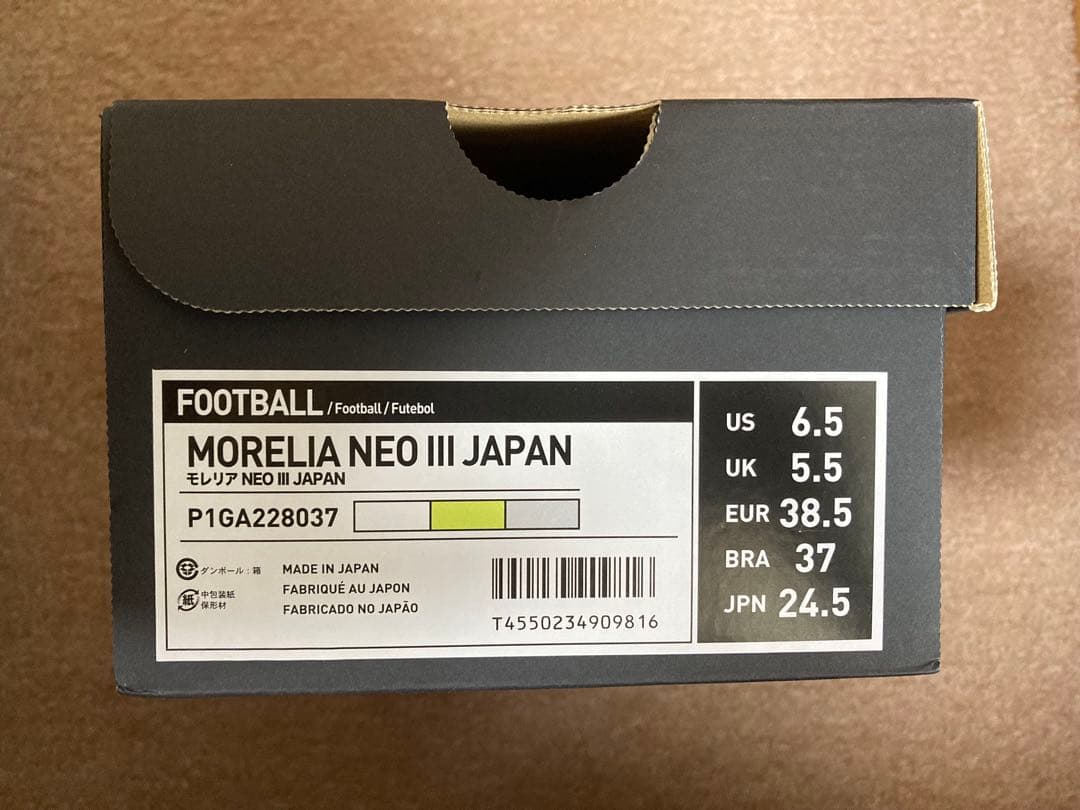 FOOTBALL / Football / Futebol
MORELIA NEO III JAPAN
モレリア NEO III JAPAN
P1GA228037
ダンボール : 箱
紙
中包装紙
保形材
MADE IN JAPAN
FABRIQUÉ AU JAPON
FABRICADO NO JAPÃO
T4550234909816
US 6.5
UK 5.5
EUR 38.5
BRA 37
JPN 24.5